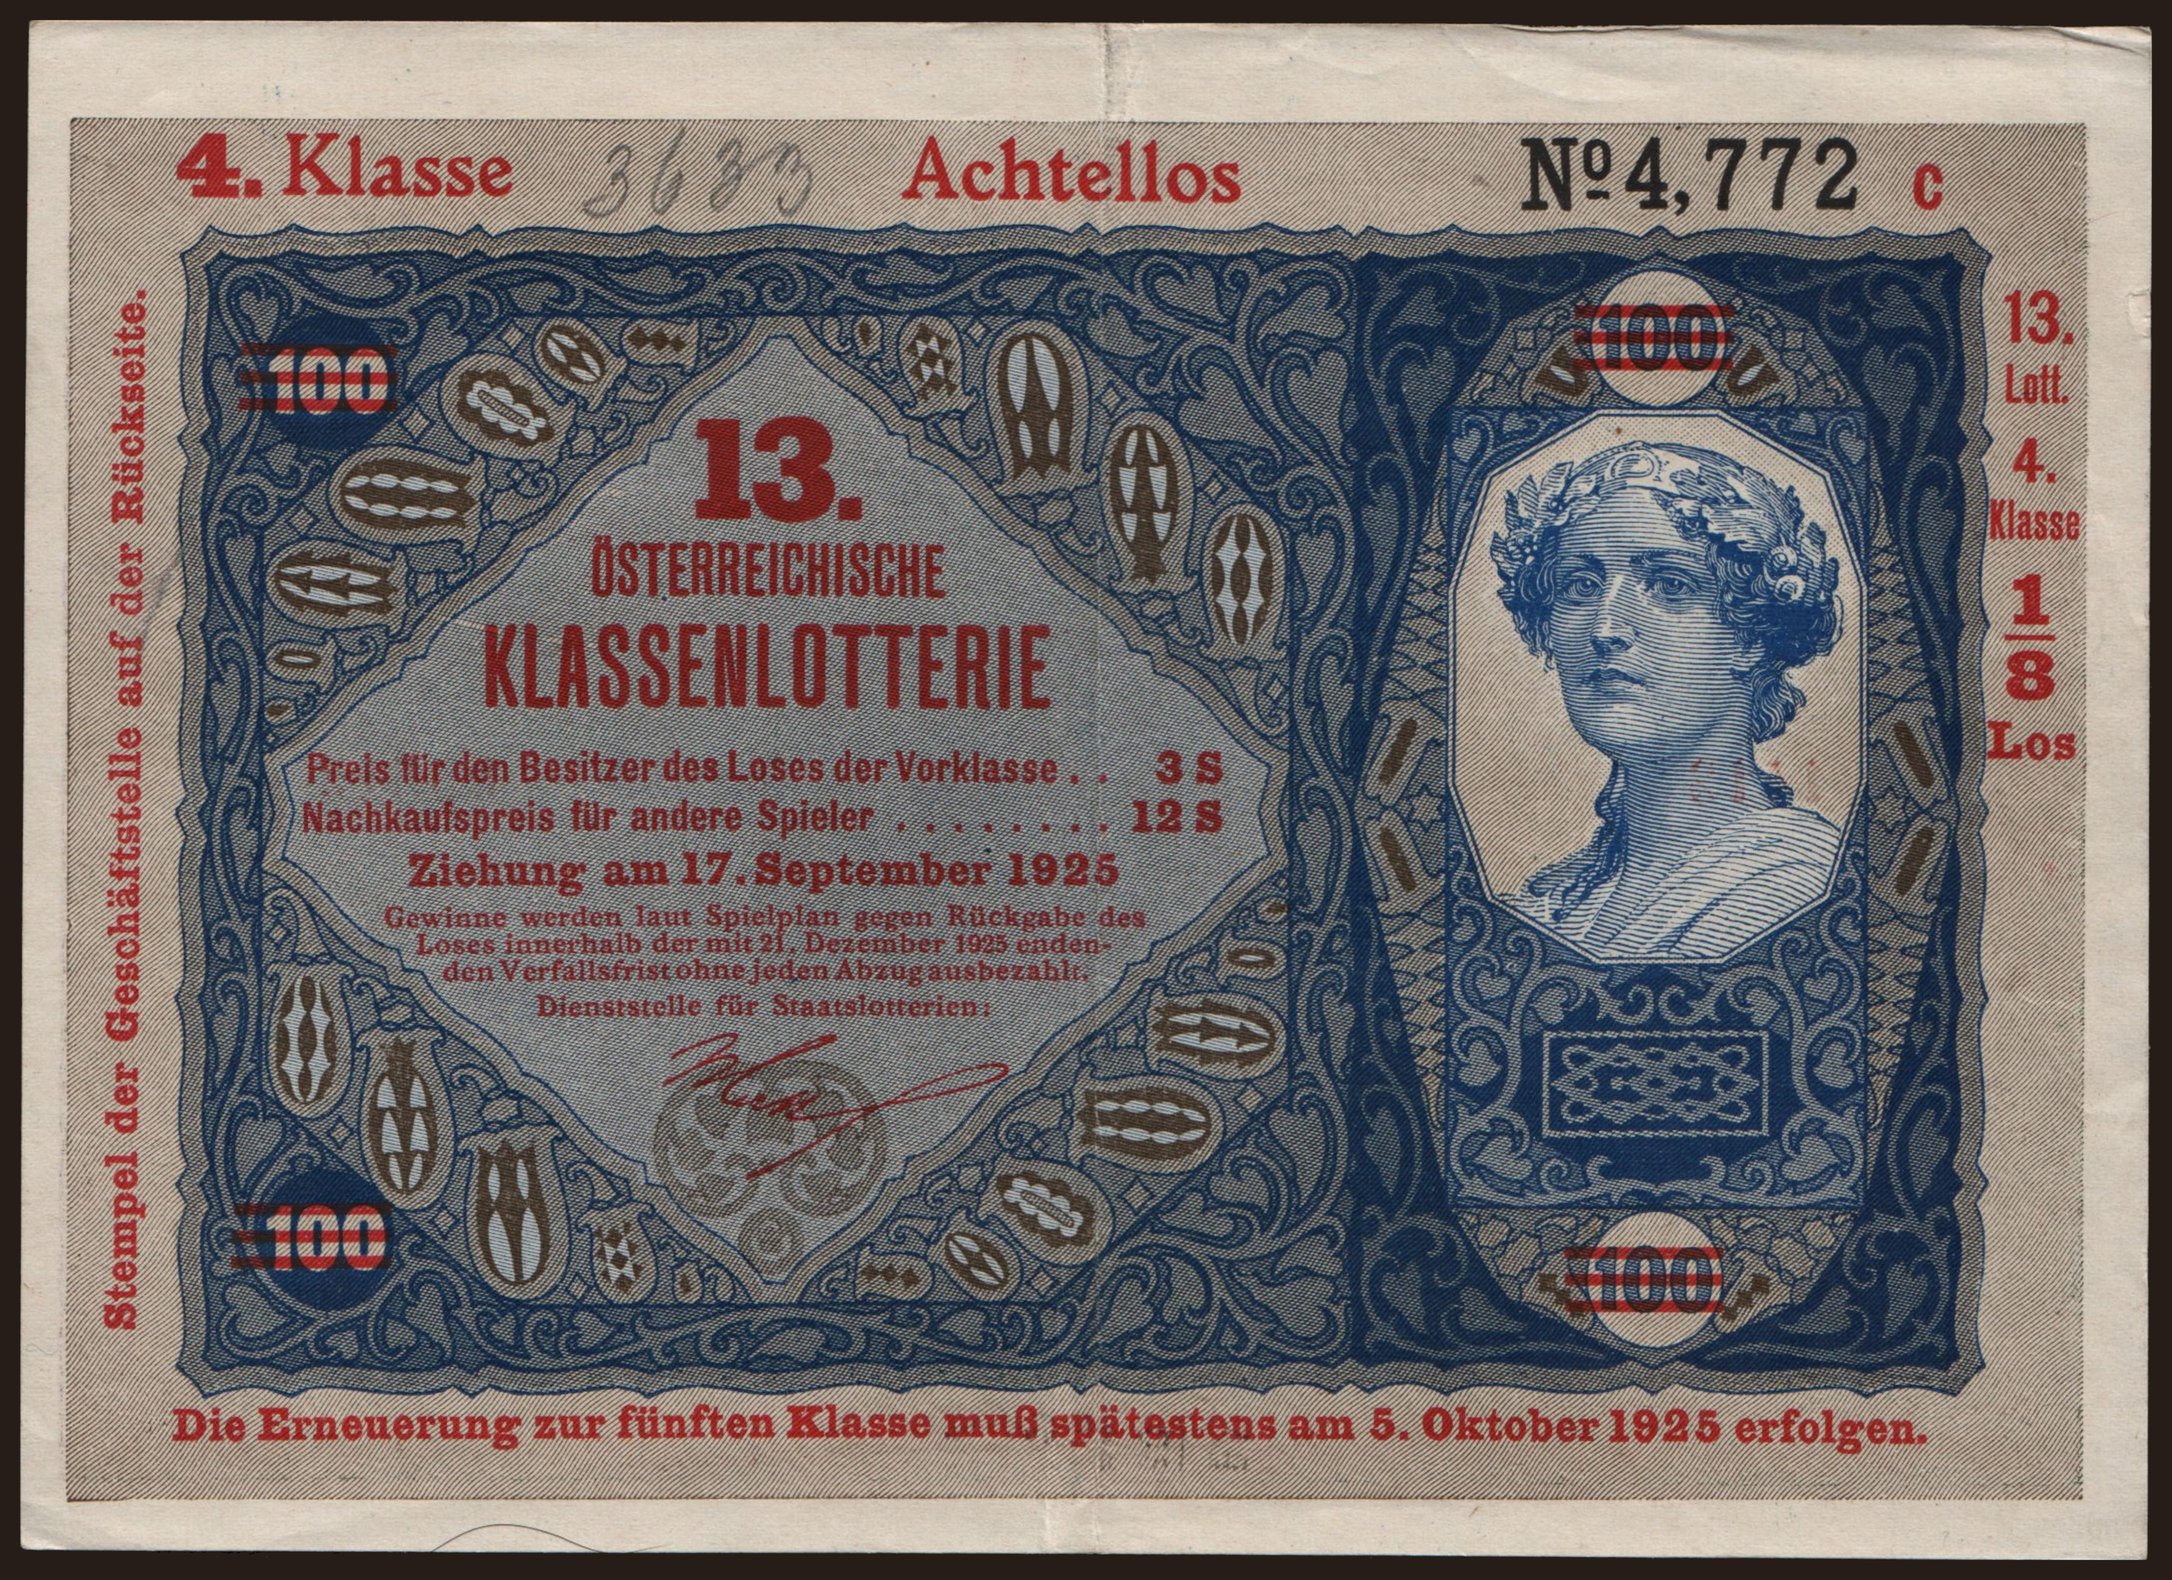 4. Klasse 3633 Achtellos Nº 4,772 c
Stempel der Geschäftstelle auf der Rückseite.
100
100
13.
ÖSTERREICHISCHE
KLASSENLOTTERIE
Preis für den Besitzer des Loses der Vorklasse . . 3 S
Nachkaufspreis für andere Spieler . . . . . . . . 12 S
Ziehung am 17. September 1925
Gewinne werden laut Spielplan gegen Rückgabe des
Loses innerhalb der mit 21. Dezember 1925 enden-
den Verfallsfrist ohne jeden Abzug ausbezahlt.
Dienststelle für Staatslotterien:
100
100
13.
Lott.
4.
Klasse
1/8
Los
Die Erneuerung zur fünften Klasse muß spätestens am 5. Oktober 1925 erfolgen.